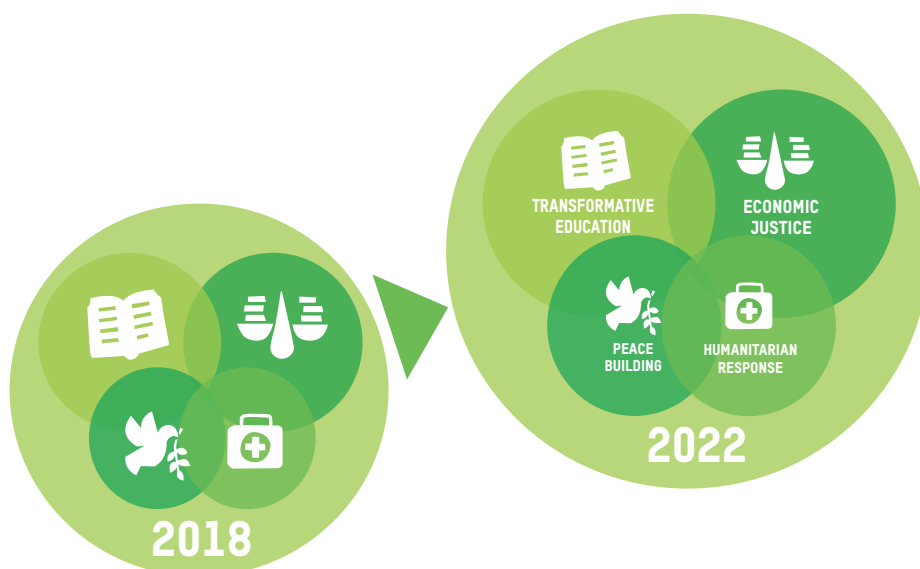 TRANSFORMATIVE
EDUCATION
ECONOMIC
JUSTICE
PEACE
BUILDING
HUMANITARIAN
RESPONSE
2022
2018